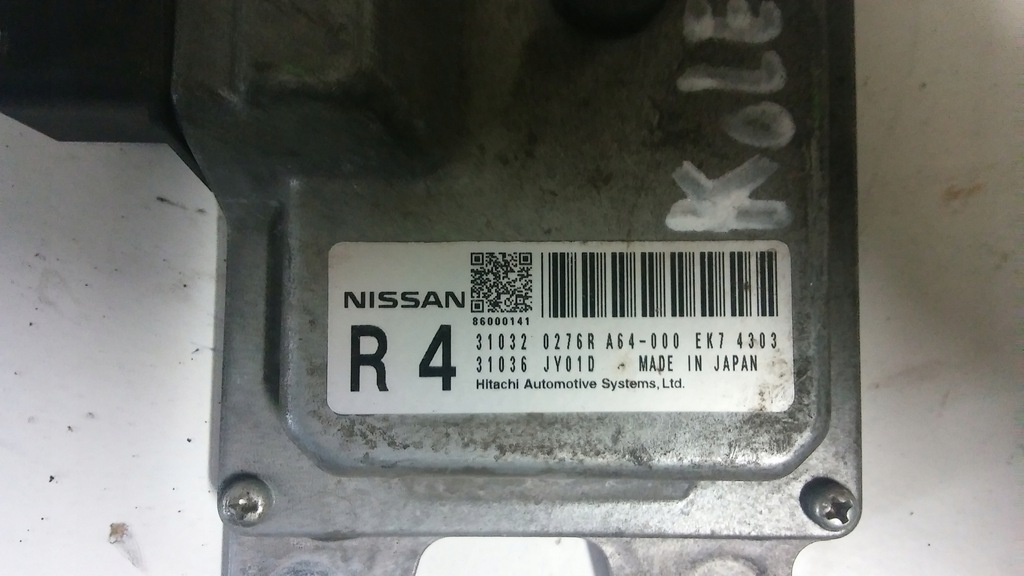 KOLE
NISSAN
86000141
R 4
31032 0276R A64-000 EK7 4303
31036 JY01D MADE IN JAPAN
Hitachi Automotive Systems, Ltd.